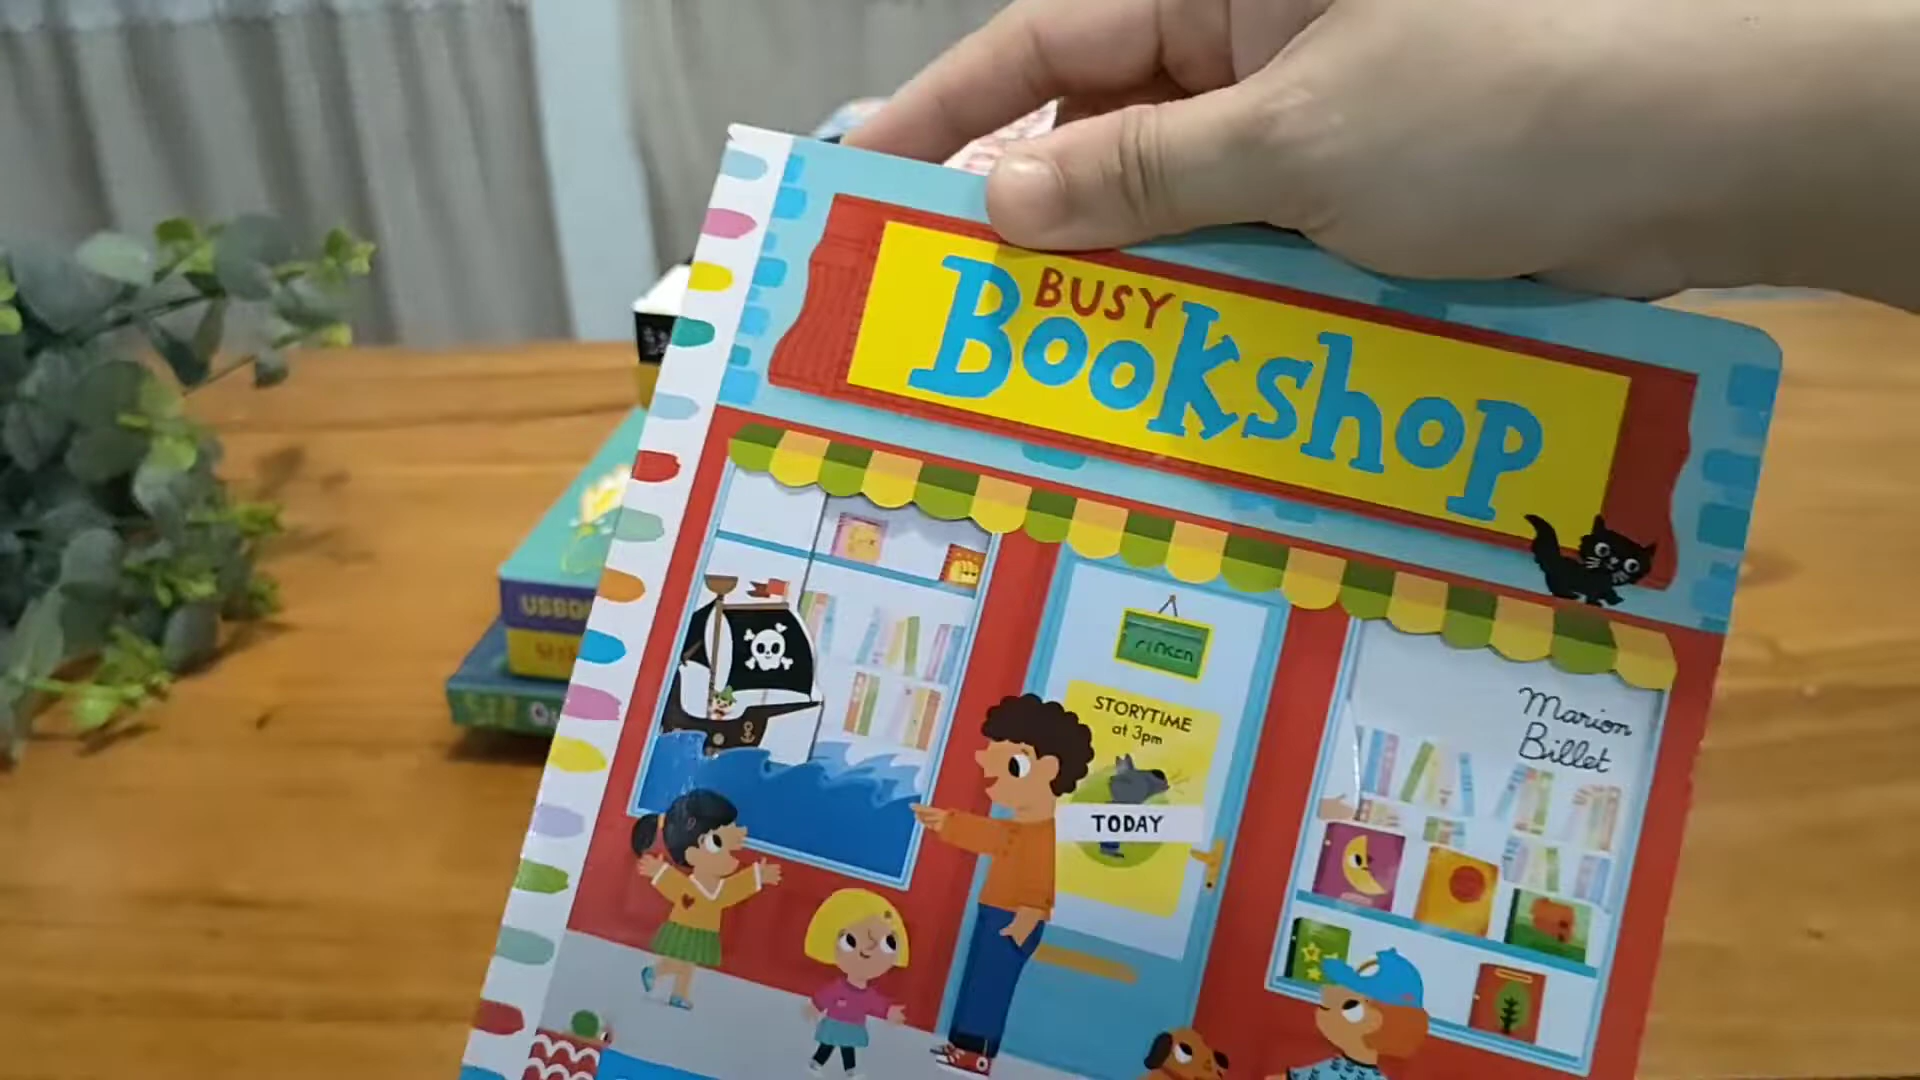 BUSY
Bookshop
STORYTIME
at 3pm
TODAY
Marion
Billet